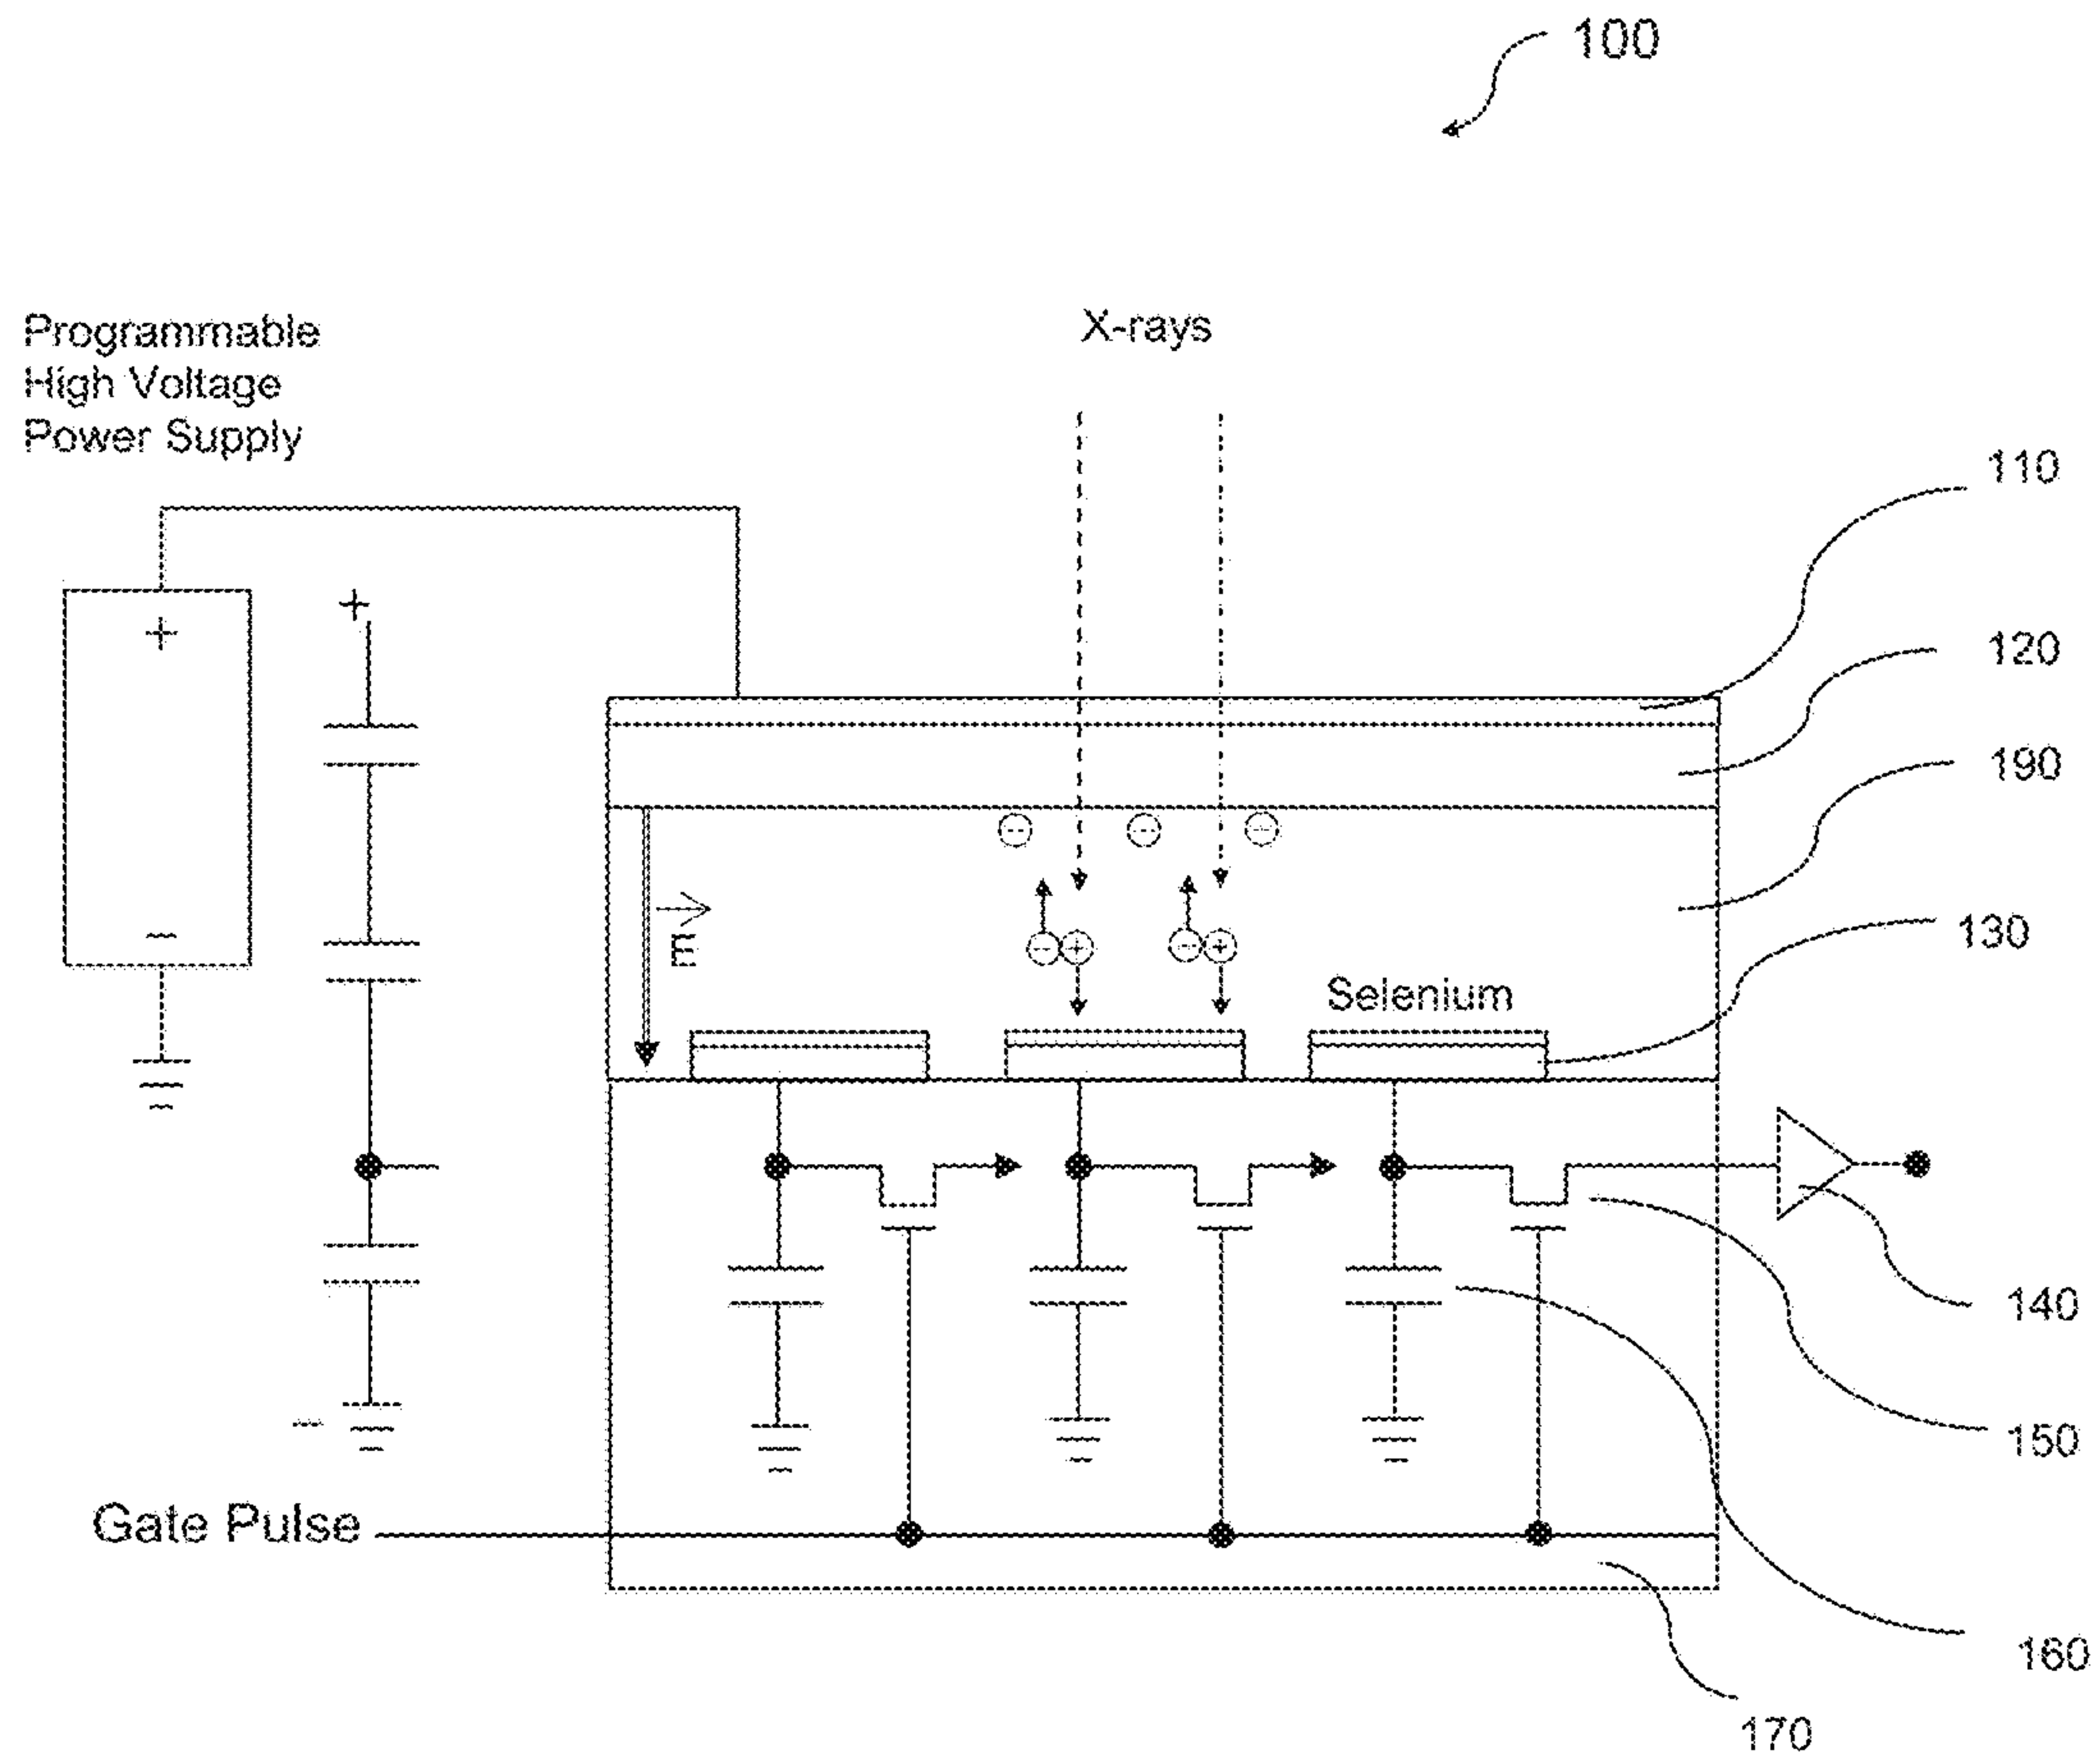 100
Programmable
High Voltage
Power Supply
X-rays
110
120
190
130
E
Selenium
140
150
Gate Pulse
160
170